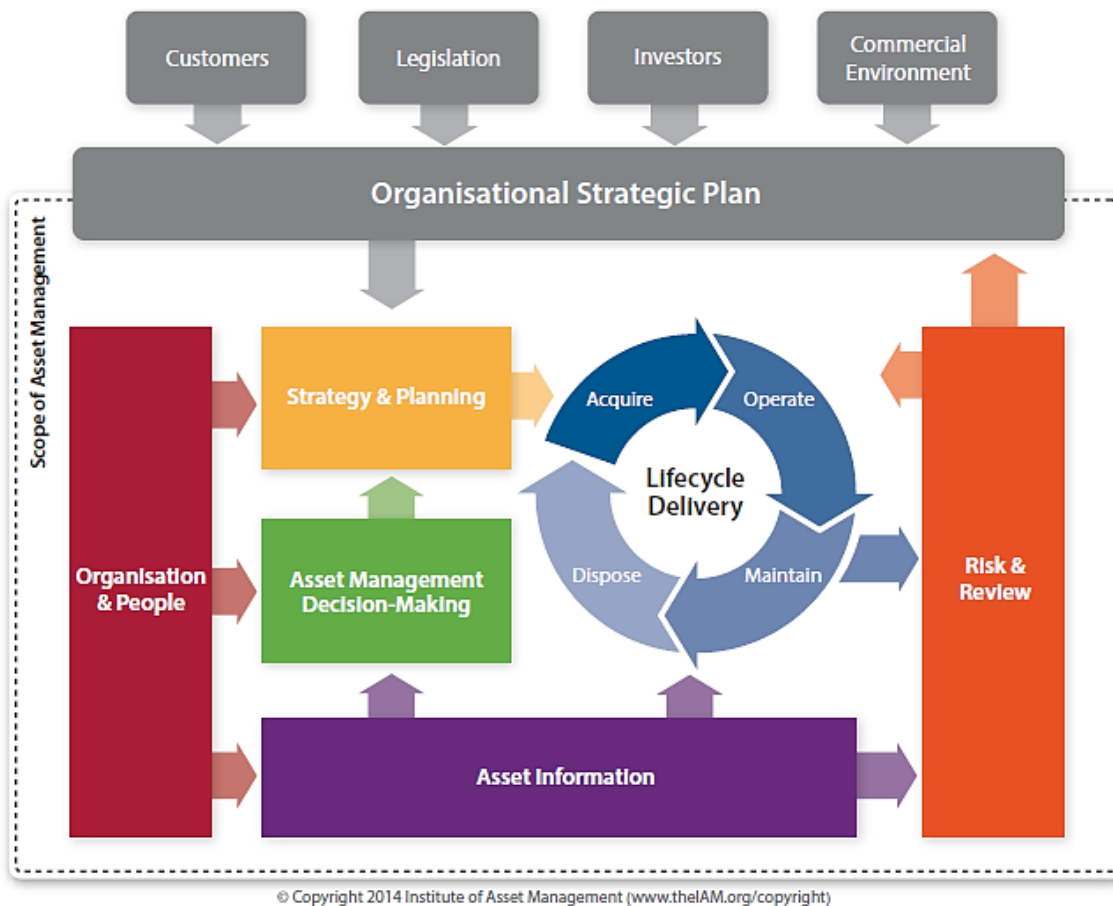 Customers
Legislation
Investors
Commercial
Environment
Organisational Strategic Plan
Scope of Asset Management
Strategy & Planning
Acquire
Operate
Lifecycle
Delivery
Organisation
& People
Asset Management
Decision-Making
Dispose
Maintain
Risk &
Review
Asset Information
© Copyright 2014 Institute of Asset Management (www.theIAM.org/copyright)